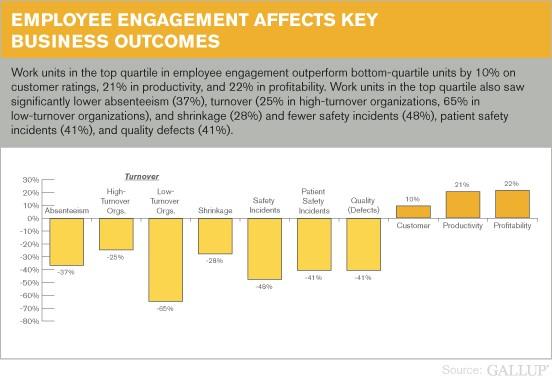 EMPLOYEE ENGAGEMENT AFFECTS KEY
BUSINESS OUTCOMES
Work units in the top quartile in employee engagement outperform bottom-quartile units by 10% on
customer ratings, 21% in productivity, and 22% in profitability. Work units in the top quartile also saw
significantly lower absenteeism (37%), turnover (25% in high-turnover organizations, 65% in
low-turnover organizations), and shrinkage (28%) and fewer safety incidents (48%), patient safety
incidents (41%), and quality defects (41%).
30%
20%
10%
0%
-10%
-20%
-30%
-40%
-50%
-60%
-70%
-80%
Turnover
Absenteism
High-
Turnover
Orgs.
Low-
Turnover
Orgs.
Shrinkage
Safety
Incidents
Patient
Safety
Incidents
Quality
(Defects)
10%
21%
22%
Customer
Productivity
Profitability
-37%
-25%
-65%
-28%
-48%
-41%
-41%
Source: GALLUP®